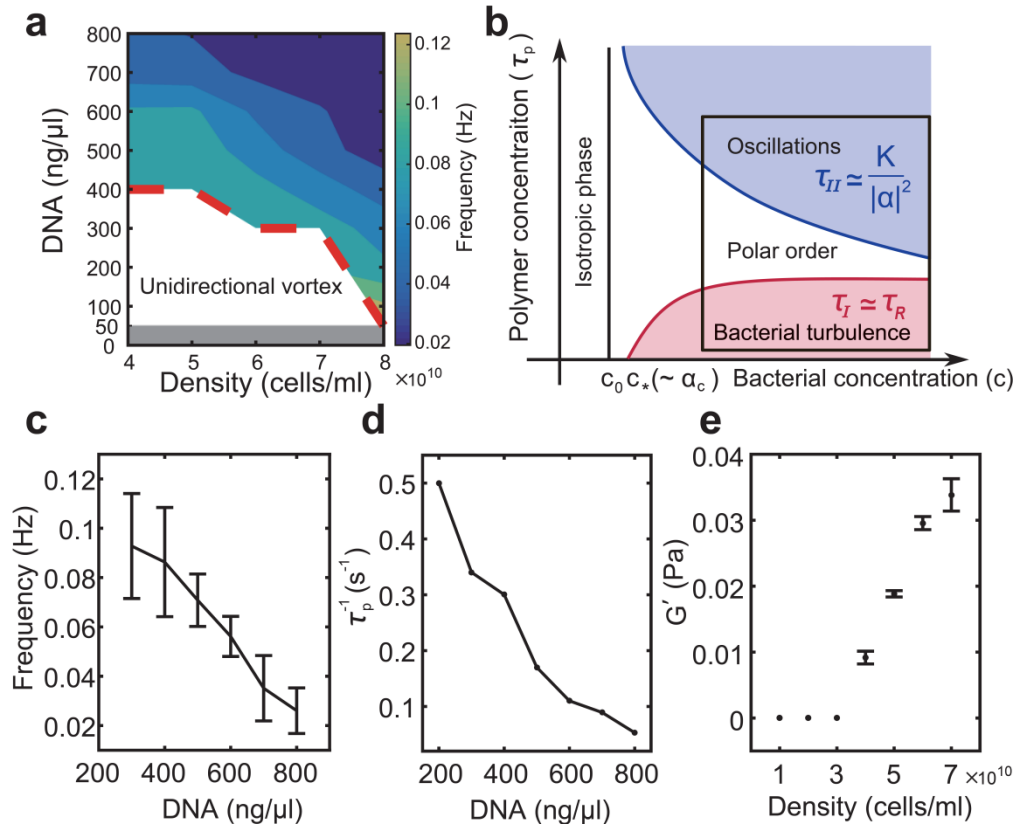 a
DNA (ng/µl)
800
700
600
500
400
300
200
100
50
0
Unidirectional vortex
4
5
6
7
8
Density (cells/ml)
×10¹⁰
0.12
0.1
0.08
0.06
0.04
0.02
Frequency (Hz)
b
Polymer concentraiton (τp)
Isotropic phase
Oscillations
τII ≃ K/|α|²
Polar order
τI ≃ τR
Bacterial turbulence
c₀ c* (~ αc) Bacterial concentration (c)
c
Frequency (Hz)
0.12
0.1
0.08
0.06
0.04
0.02
200 400 600 800
DNA (ng/µl)
d
τp⁻¹ (s⁻¹)
0.5
0.4
0.3
0.2
0.1
200 400 600 800
DNA (ng/µl)
e
G′ (Pa)
0.04
0.03
0.02
0.01
0
1 3 5 7 ×10¹⁰
Density (cells/ml)